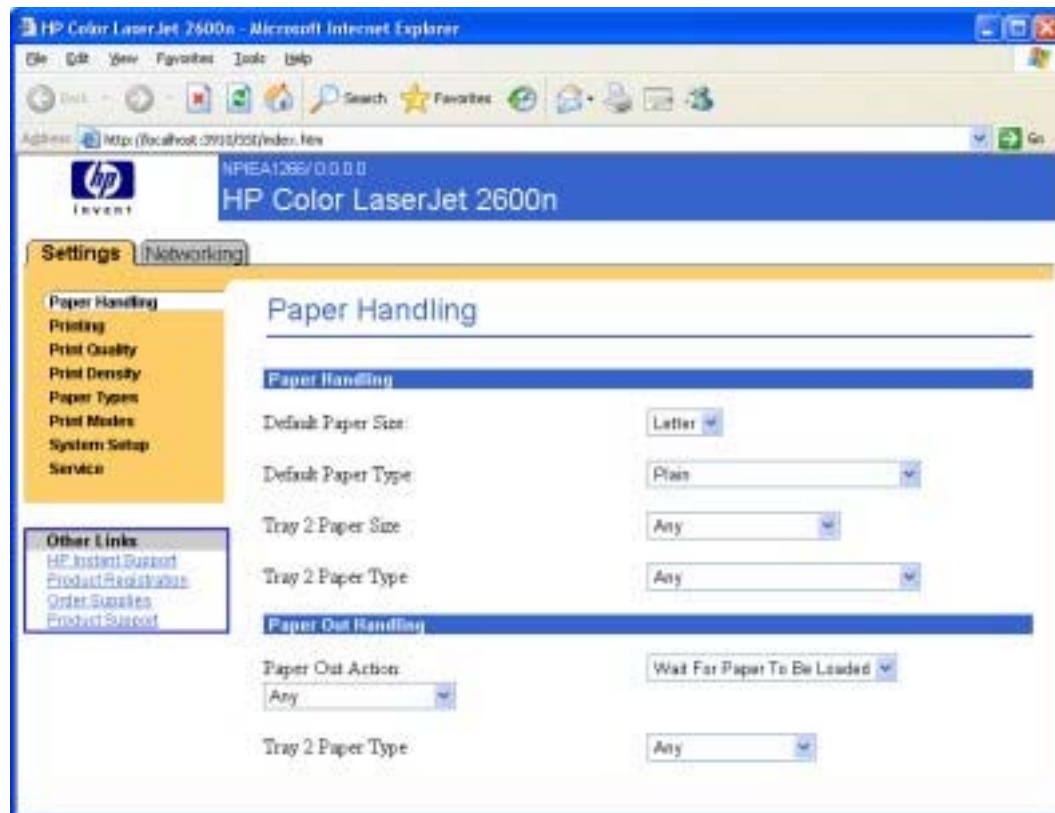 HP Color LaserJet 2600n - Microsoft Internet Explorer
File Edit View Favorites Tools Help
Back Search Favorites
Address http://localhost:3910/550/index.htm Go
hp
invent
NPIEA1266/ 0.0.0.0
HP Color LaserJet 2600n
Settings Networking
Paper Handling
Printing
Print Quality
Print Density
Paper Types
Print Modes
System Setup
Service
Other Links
HP Instant Support
Product Registration
Order Supplies
Product Support
Paper Handling
Paper Handling
Default Paper Size: Letter
Default Paper Type Plain
Tray 2 Paper Size Any
Tray 2 Paper Type Any
Paper Out Handling
Paper Out Action Wait For Paper To Be Loaded
Any
Tray 2 Paper Type Any